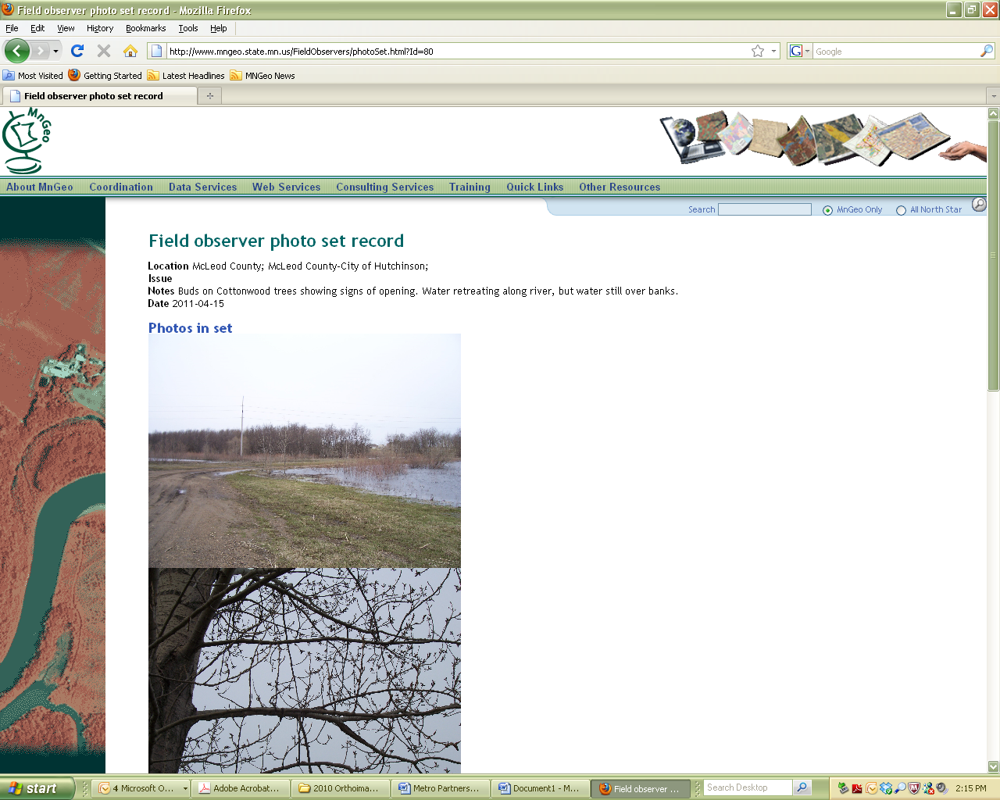 Field observer photo set record - Mozilla Firefox
File Edit View History Bookmarks Tools Help
http://www.mngeo.state.mn.us/FieldObservers/photoSet.html?Id=80
G Google
Most Visited Getting Started Latest Headlines MNGeo News
Field observer photo set record
MnGeo
About MnGeo Coordination Data Services Web Services Consulting Services Training Quick Links Other Resources
Search MnGeo Only All North Star
Field observer photo set record
Location McLeod County; McLeod County-City of Hutchinson;
Issue
Notes Buds on Cottonwood trees showing signs of opening. Water retreating along river, but water still over banks.
Date 2011-04-15
Photos in set
start 4 Microsoft O... Adobe Acrobat... 2010 Orthoima... Metro Partners... Document1 - M... Field observer ... Search Desktop 2:15 PM